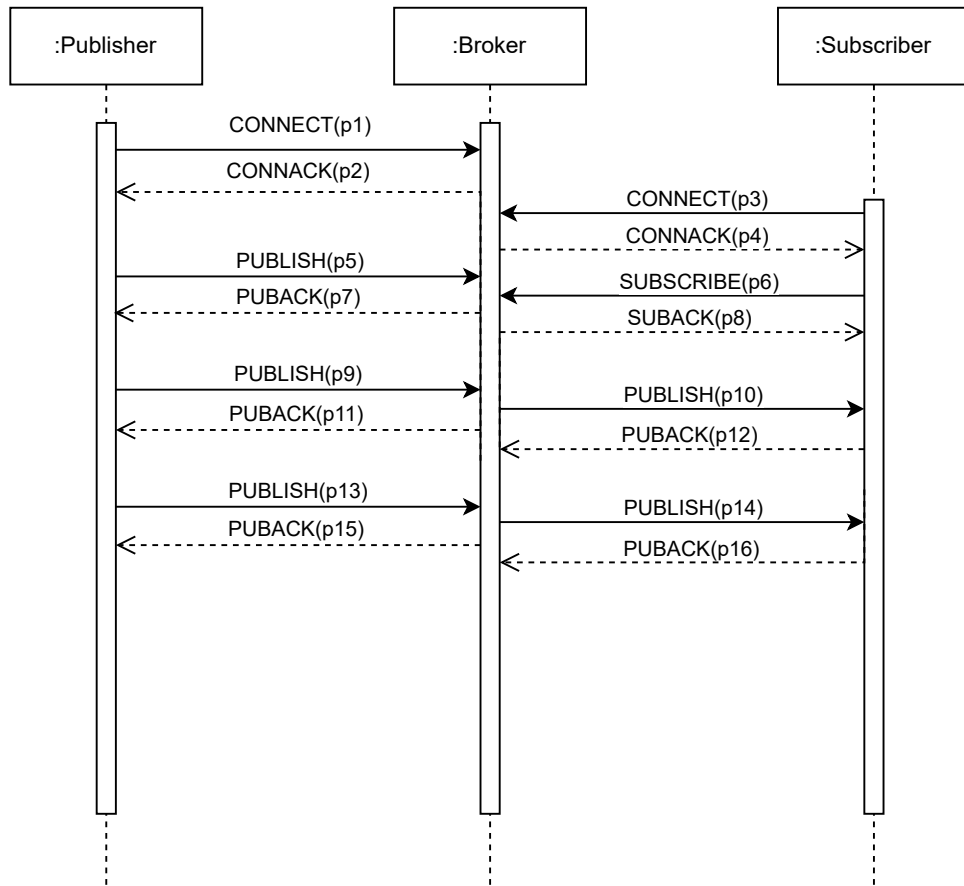 :Publisher
:Broker
:Subscriber
CONNECT(p1)
CONNACK(p2)
CONNECT(p3)
CONNACK(p4)
PUBLISH(p5)
SUBSCRIBE(p6)
PUBACK(p7)
SUBACK(p8)
PUBLISH(p9)
PUBLISH(p10)
PUBACK(p11)
PUBACK(p12)
PUBLISH(p13)
PUBLISH(p14)
PUBACK(p15)
PUBACK(p16)